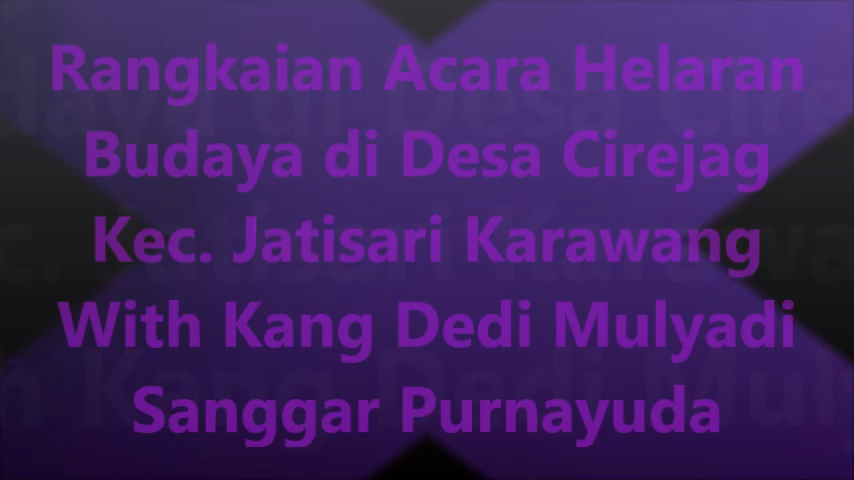 Rangkaian Acara Helaran
Budaya di Desa Cirejag
Kec. Jatisari Karawang
With Kang Dedi Mulyadi
Sanggar Purnayuda